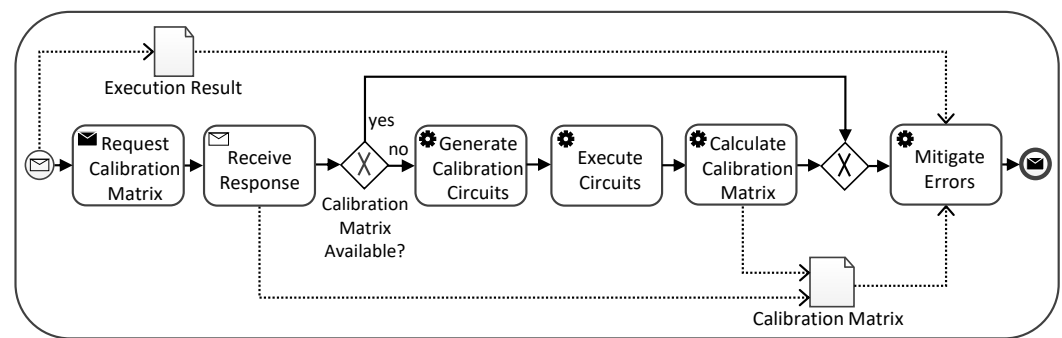 Execution Result
Request
Calibration
Matrix
Receive
Response
yes
no
X
Calibration
Matrix
Available?
Generate
Calibration
Circuits
Execute
Circuits
Calculate
Calibration
Matrix
X
Mitigate
Errors
Calibration Matrix